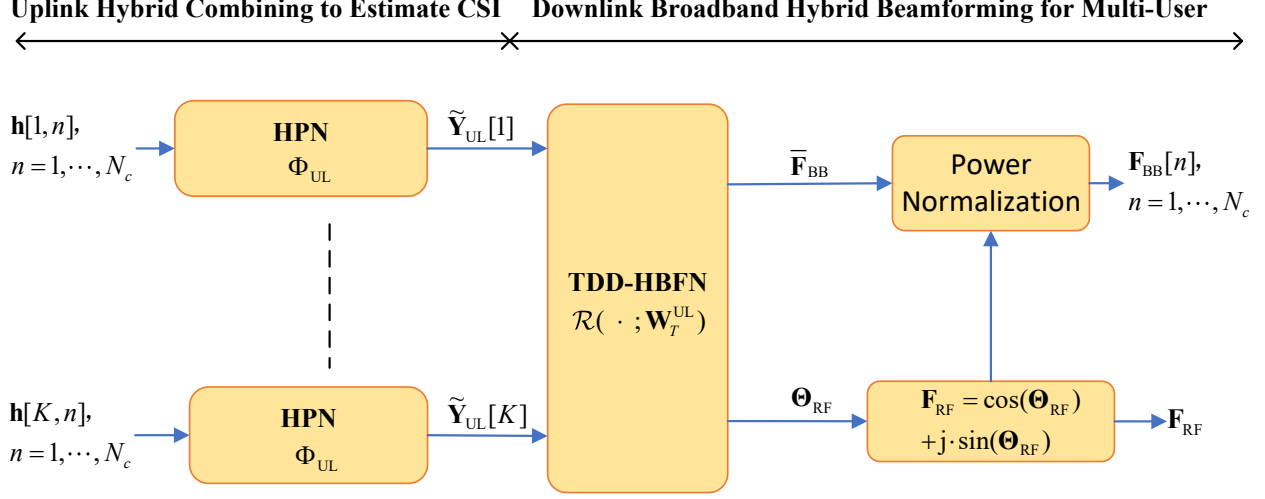 Uplink Hybrid Combining to Estimate CSI
Downlink Broadband Hybrid Beamforming for Multi-User
h[1, n],
n = 1, ⋯, N_c
HPN
Φ_UL
Ỹ_UL[1]
TDD-HBFN
ℛ( · ; W_T^UL)
F̅_BB
Power
Normalization
F_BB[n],
n = 1, ⋯, N_c
h[K, n],
n = 1, ⋯, N_c
HPN
Φ_UL
Ỹ_UL[K]
Θ_RF
F_RF = cos(Θ_RF)
+j·sin(Θ_RF)
F_RF